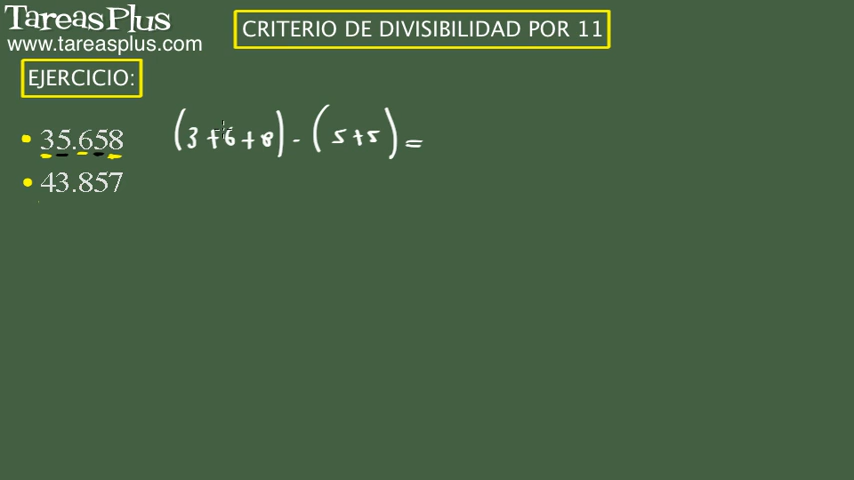 TareasPlus
www.tareasplus.com
CRITERIO DE DIVISIBILIDAD POR 11
EJERCICIO:
• 35.658 (3+6+8) - (5+5) =
• 43.857